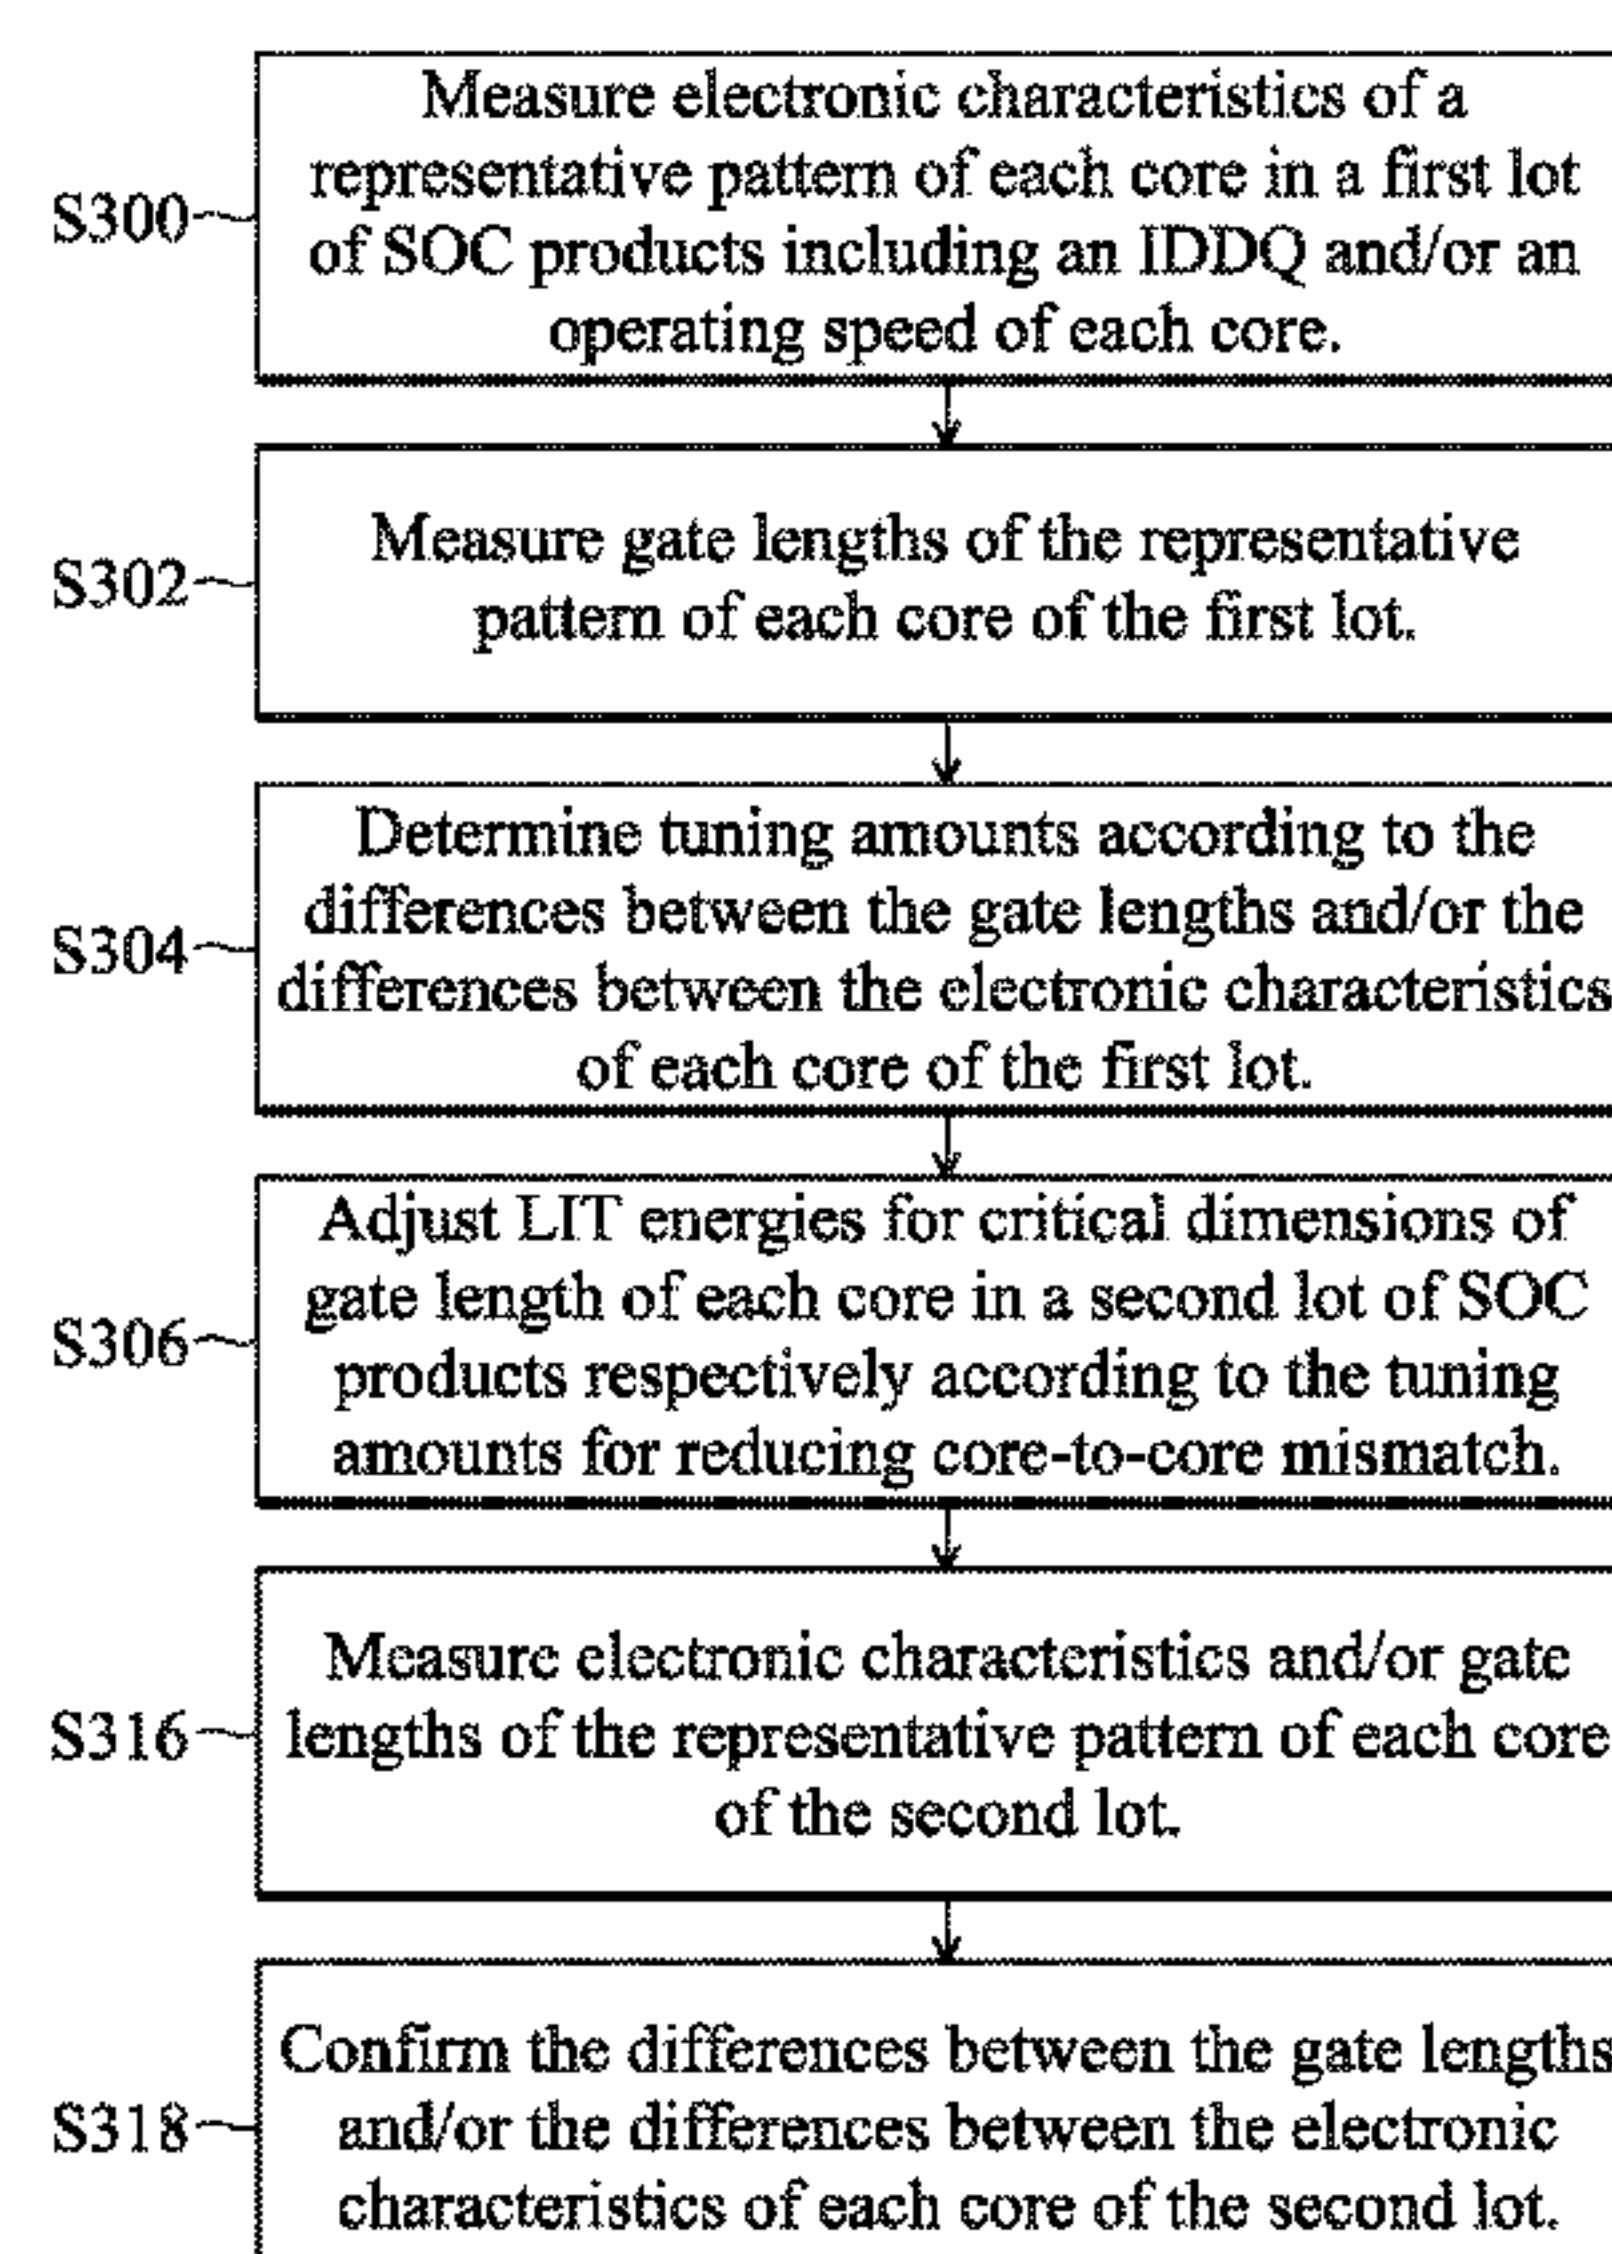 S300
Measure electronic characteristics of a
representative pattern of each core in a first lot
of SOC products including an IDDQ and/or an
operating speed of each core.
S302
Measure gate lengths of the representative
pattern of each core of the first lot.
S304
Determine tuning amounts according to the
differences between the gate lengths and/or the
differences between the electronic characteristics
of each core of the first lot.
S306
Adjust LIT energies for critical dimensions of
gate length of each core in a second lot of SOC
products respectively according to the tuning
amounts for reducing core-to-core mismatch.
S316
Measure electronic characteristics and/or gate
lengths of the representative pattern of each core
of the second lot.
S318
Confirm the differences between the gate lengths
and/or the differences between the electronic
characteristics of each core of the second lot.